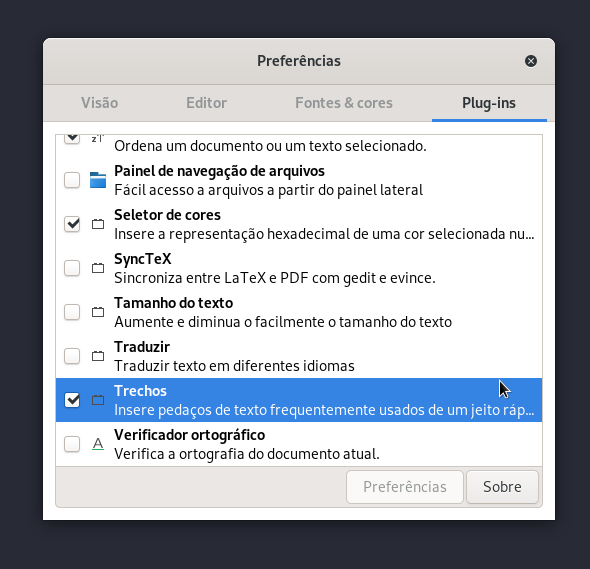 Preferências
Visão
Editor
Fontes & cores
Plug-ins
Ordena um documento ou um texto selecionado.
Painel de navegação de arquivos
Fácil acesso a arquivos a partir do painel lateral
Seletor de cores
Insere a representação hexadecimal de uma cor selecionada nu...
SyncTeX
Sincroniza entre LaTeX e PDF com gedit e evince.
Tamanho do texto
Aumente e diminua o facilmente o tamanho do texto
Traduzir
Traduzir texto em diferentes idiomas
Trechos
Insere pedaços de texto frequentemente usados de um jeito ráp...
Verificador ortográfico
Verifica a ortografia do documento atual.
Preferências
Sobre